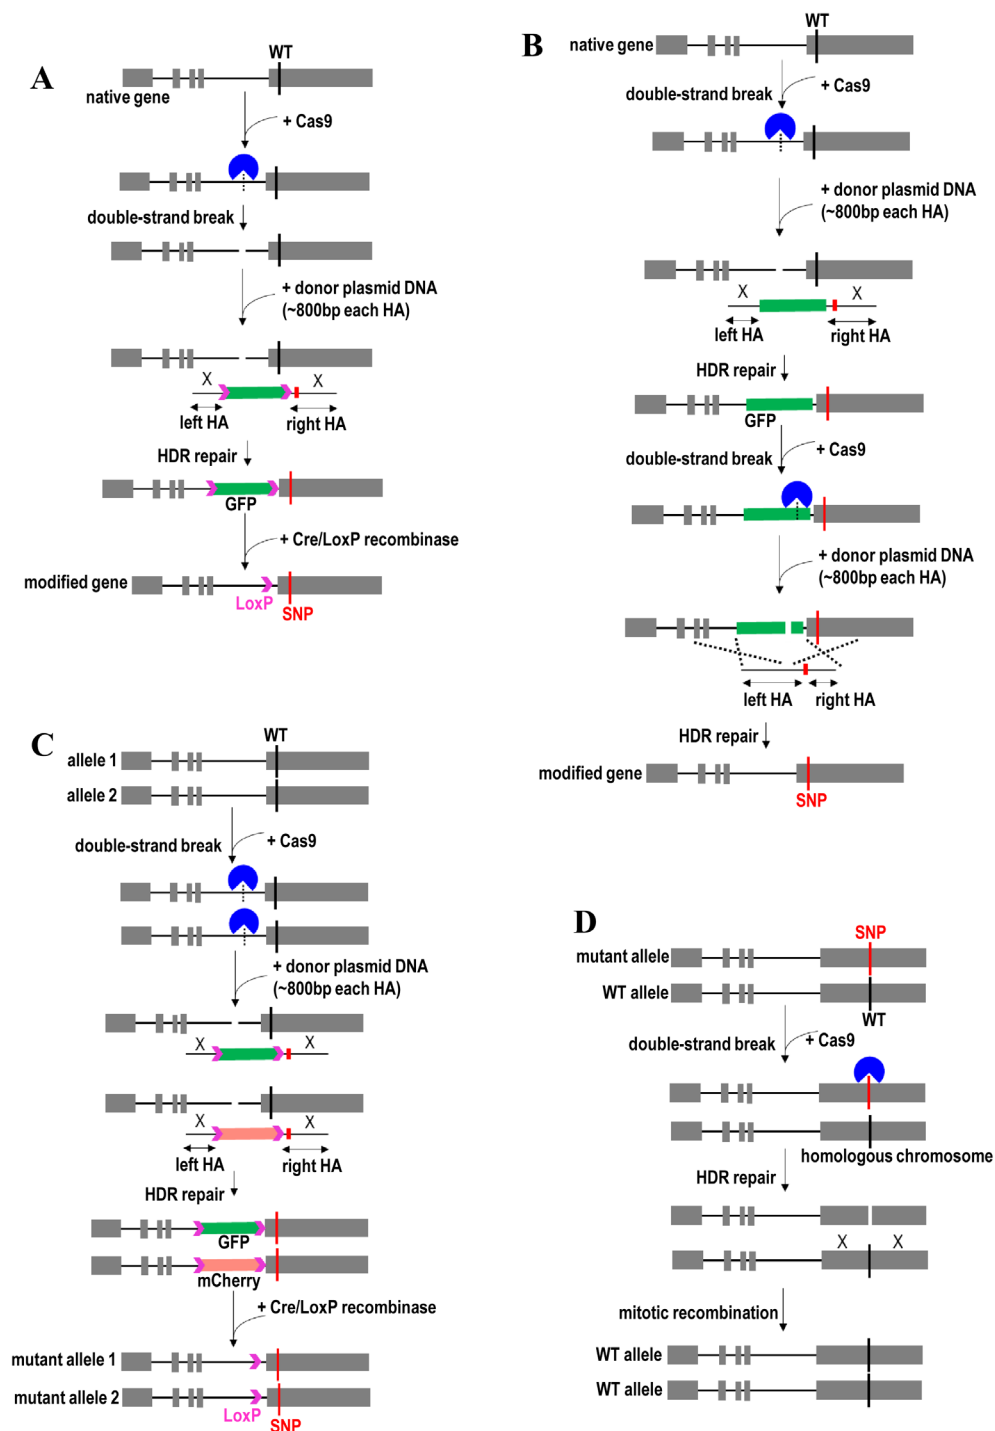 A
WT
native gene
+ Cas9
double-strand break
+ donor plasmid DNA
(~800bp each HA)
X X
left HA right HA
HDR repair
GFP
+ Cre/LoxP recombinase
modified gene
LoxP
SNP
B
WT
native gene
+ Cas9
double-strand break
+ donor plasmid DNA
(~800bp each HA)
X X
left HA right HA
HDR repair
GFP
+ Cas9
double-strand break
+ donor plasmid DNA
(~800bp each HA)
left HA right HA
HDR repair
modified gene
SNP
C
WT
allele 1
allele 2
+ Cas9
double-strand break
+ donor plasmid DNA
(~800bp each HA)
X X
X X
left HA right HA
HDR repair
GFP
mCherry
+ Cre/LoxP recombinase
mutant allele 1
mutant allele 2
LoxP
SNP
D
SNP
mutant allele
WT allele
WT
+ Cas9
double-strand break
homologous chromosome
HDR repair
X X
mitotic recombination
WT allele
WT allele